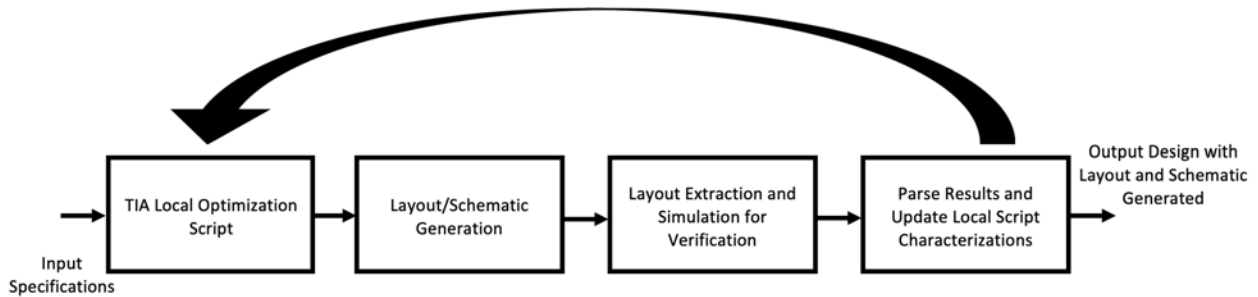 Input
Specifications
TIA Local Optimization
Script
Layout/Schematic
Generation
Layout Extraction and
Simulation for
Verification
Parse Results and
Update Local Script
Characterizations
Output Design with
Layout and Schematic
Generated